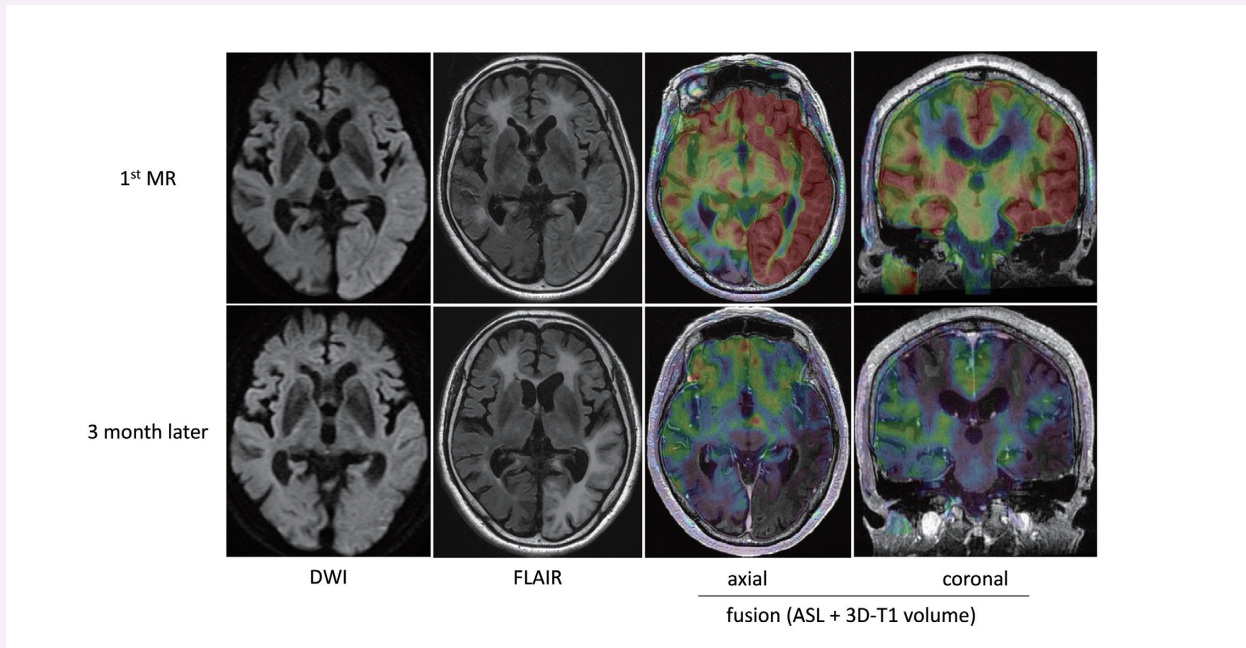 1st MR
3 month later
DWI
FLAIR
axial
coronal
fusion (ASL + 3D-T1 volume)